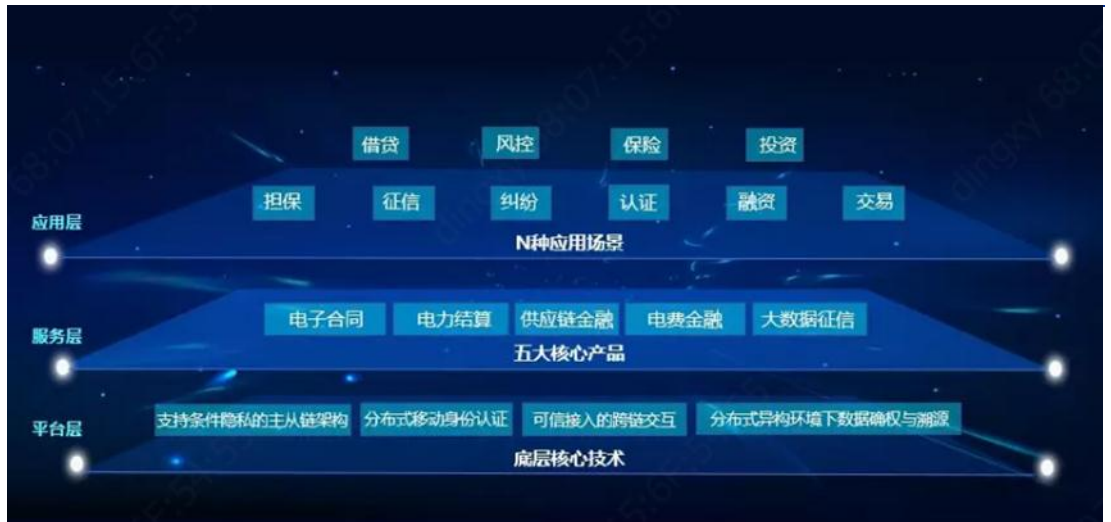 借贷 风控 保险 投资
担保 征信 纠纷 认证 融资 交易
应用层
N种应用场景
电子合同 电力结算 供应链金融 电费金融 大数据征信
服务层
五大核心产品
支持条件隐私的主从链架构 分布式移动身份认证 可信接入的跨链交互 分布式异构环境下数据确权与溯源
平台层
底层核心技术